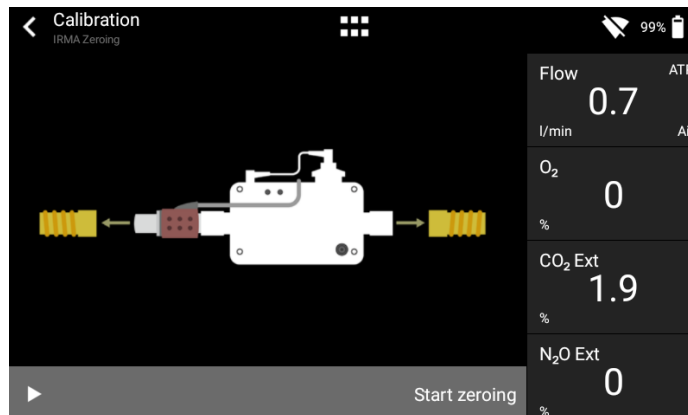 Calibration
IRMA Zeroing
99%
Flow
0.7
l/min
O₂
0
%
CO₂ Ext
1.9
%
N₂O Ext
0
%
Start zeroing